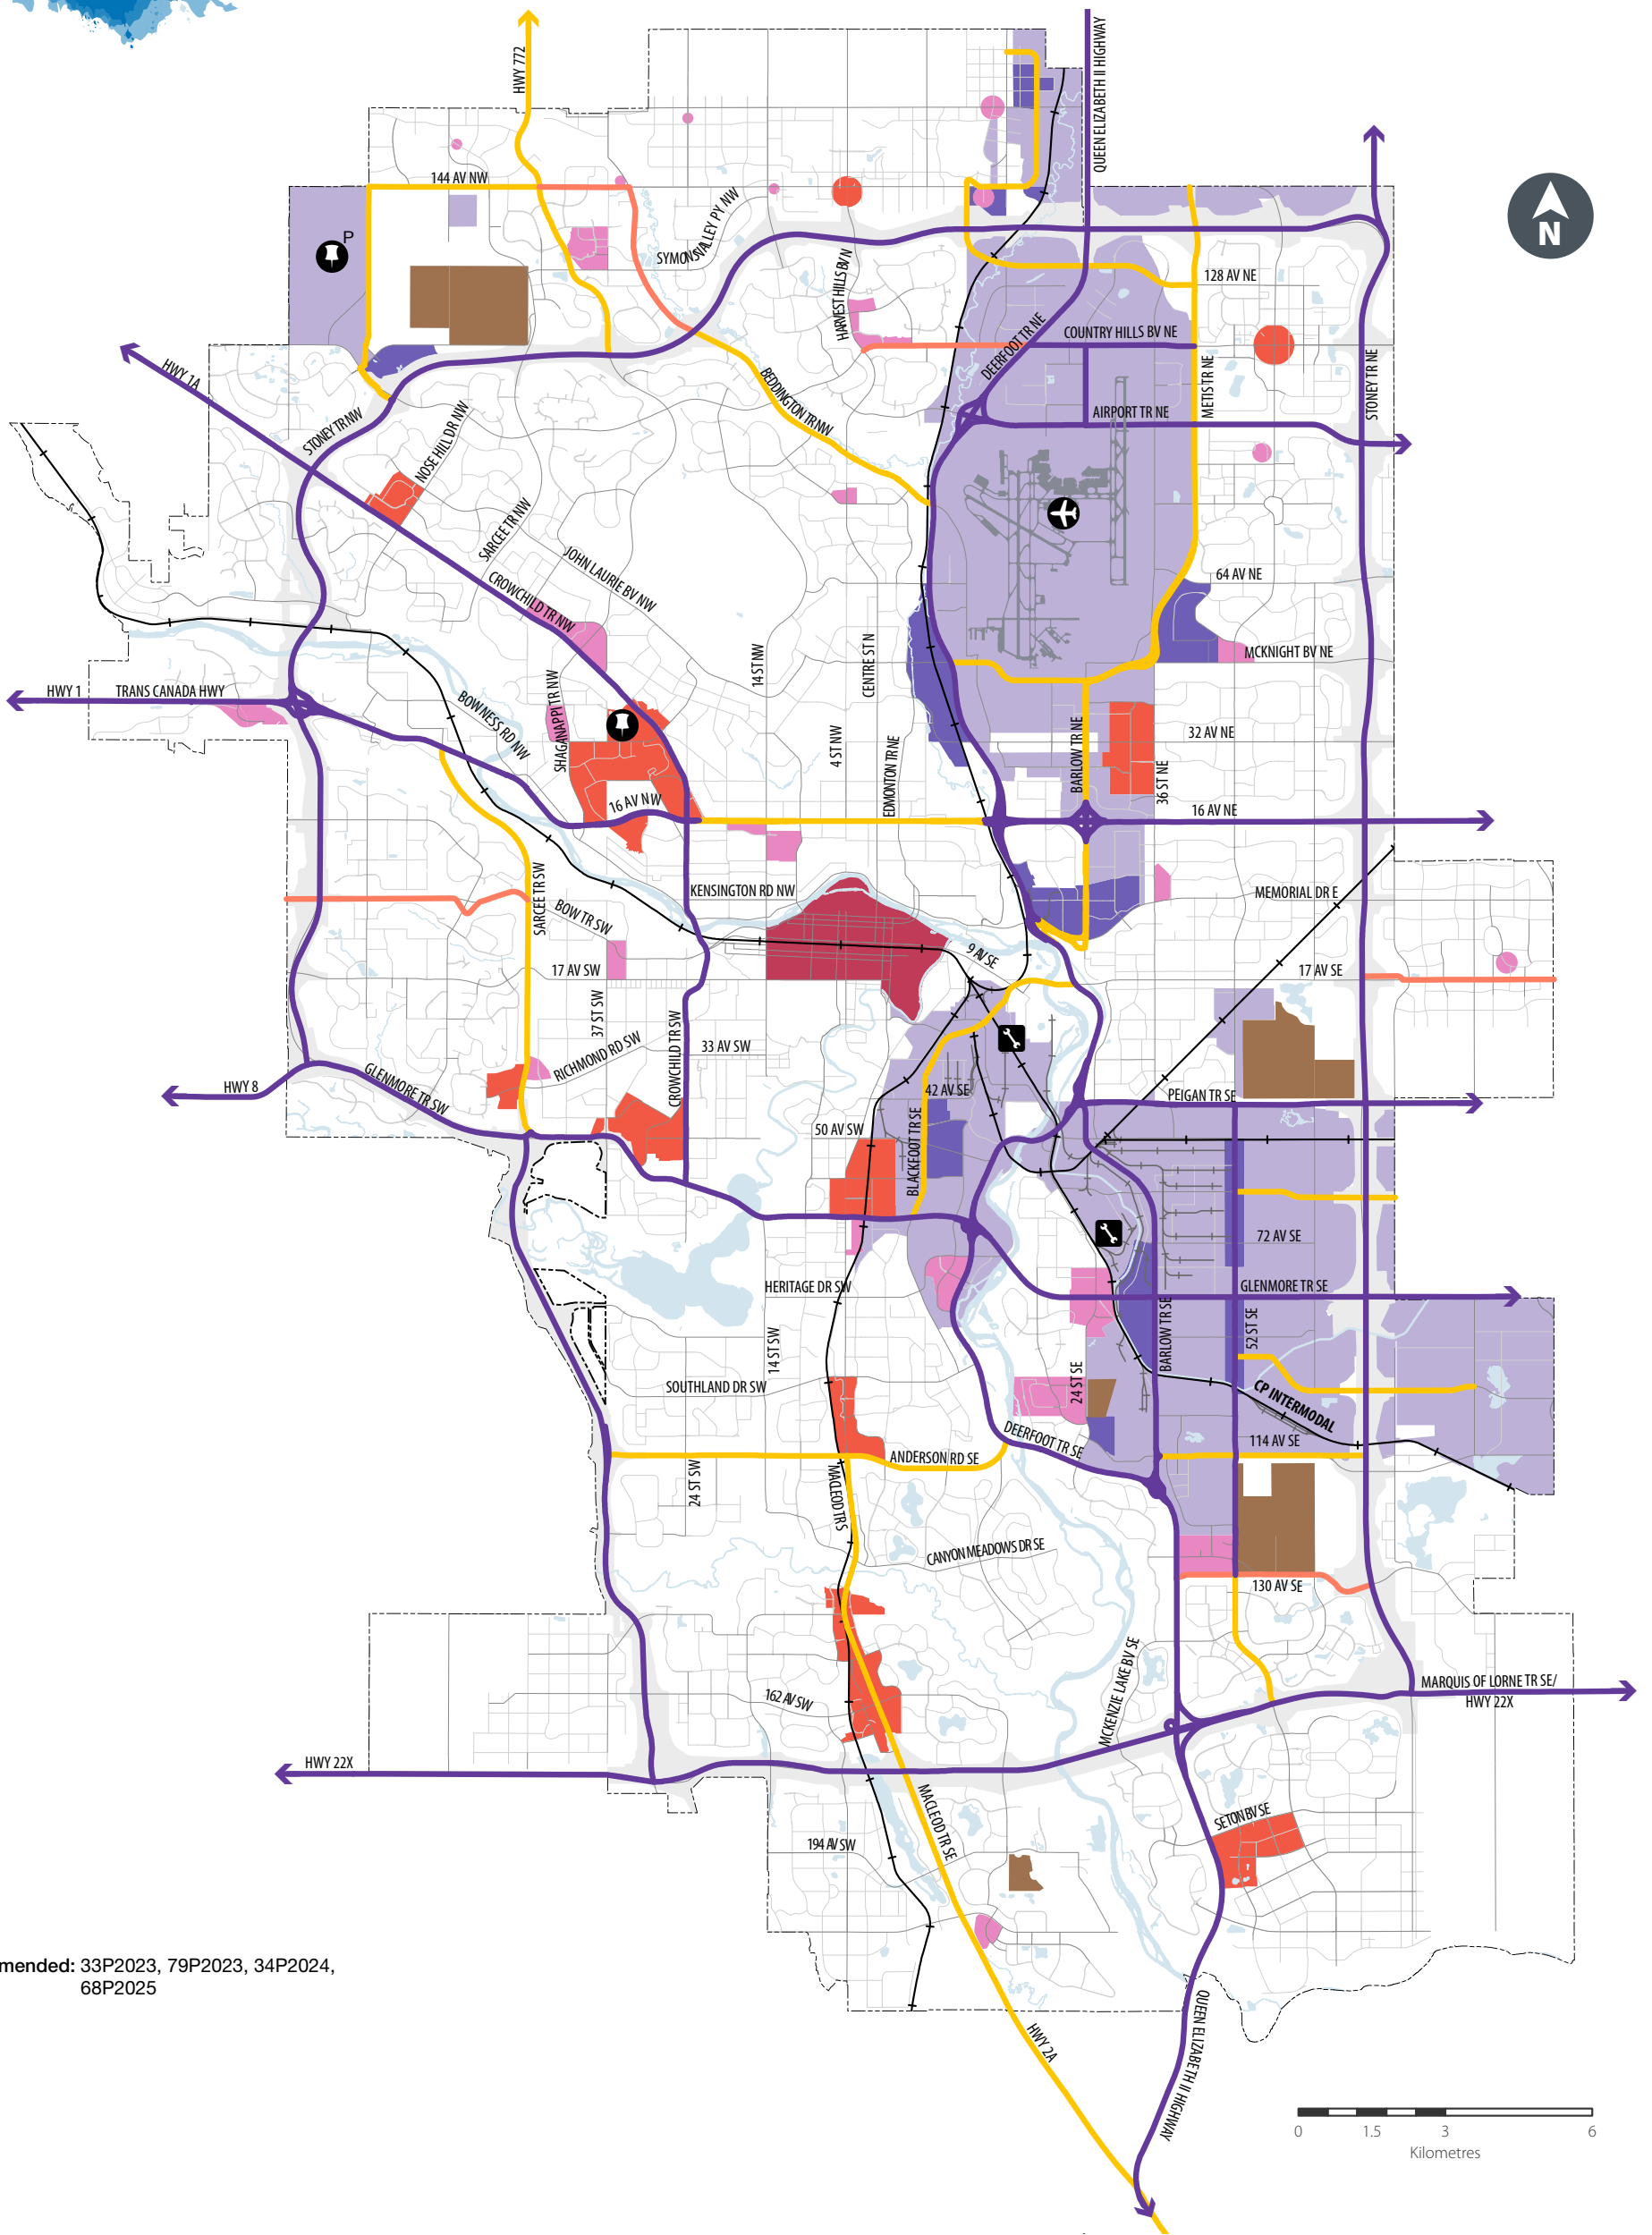 HWY 772
QUEEN ELIZABETH II HIGHWAY
144 AV NW
P
SYMONS VALLEY PY NW
N
HARVEST HILLS BV N
128 AV NE
COUNTRY HILLS BV NE
DEERFOOT TR NE
HWY 1A
METIS TR NE
STONEY TR NE
BEDDINGTON TR NW
AIRPORT TR NE
STONEY TR NW
NOSE HILL DR NW
SARCEE TR NW
JOHN LAURIE BV NW
64 AV NE
CROWCHILD TR NW
MCKNIGHT BV NE
14 ST NW
CENTRE ST N
HWY 1
TRANS CANADA HWY
BOWNESS RD NW
SHAGANAPPI TR NW
4 ST NW
EDMONTON TR NE
BARLOW TR NE
32 AV NE
36 ST NE
16 AV NW
16 AV NE
KENSINGTON RD NW
MEMORIAL DR E
SARCEE TR SW
BOW TR SW
9 AV SE
17 AV SW
17 AV SE
37 ST SW
RICHMOND RD SW
CROWCHILD TR SW
33 AV SW
HWY 8
GLENMORE TR SW
42 AV SE
PEIGAN TR SE
50 AV SW
BLACKFOOT TR SE
72 AV SE
HERITAGE DR SW
GLENMORE TR SE
14 ST SW
BARLOW TR SE
52 ST SE
24 ST SE
SOUTHLAND DR SW
CP INTERMODAL
DEERFOOT TR SE
114 AV SE
ANDERSON RD SE
24 ST SW
MACLEOD TR S
CANYON MEADOWS DR SE
130 AV SE
MCKENZIE LAKE BV SE
162 AV SW
MARQUIS OF LORNE TR SE/
HWY 22X
HWY 22X
MACLEOD TR SE
SETON BV SE
194 AV SW
mended: 33P2023, 79P2023, 34P2024,
68P2025
QUEEN ELIZABETH II HIGHWAY
HWY 2A
0 1.5 3 6
Kilometres